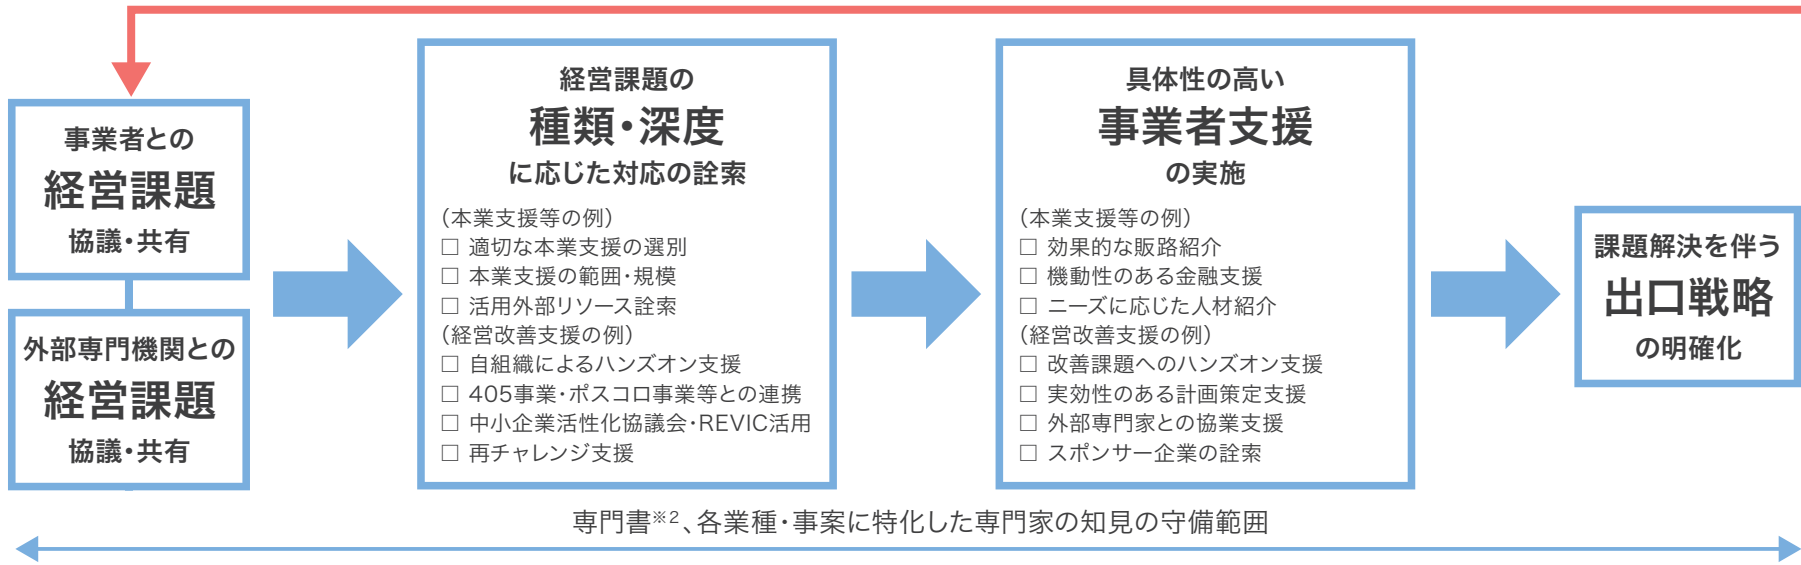 事業者との
経営課題
協議・共有
外部専門機関との
経営課題
協議・共有
経営課題の
種類・深度
に応じた対応の詮索
(本業支援等の例)
□ 適切な本業支援の選別
□ 本業支援の範囲・規模
□ 活用外部リソース詮索
(経営改善支援の例)
□ 自組織によるハンズオン支援
□ 405事業・ポスコロ事業等との連携
□ 中小企業活性化協議会・REVIC活用
□ 再チャレンジ支援
具体性の高い
事業者支援
の実施
(本業支援等の例)
□ 効果的な販路紹介
□ 機動性のある金融支援
□ ニーズに応じた人材紹介
(経営改善支援の例)
□ 改善課題へのハンズオン支援
□ 実効性のある計画策定支援
□ 外部専門家との協業支援
□ スポンサー企業の詮索
課題解決を伴う
出口戦略
の明確化
専門書※2、各業種・事案に特化した専門家の知見の守備範囲